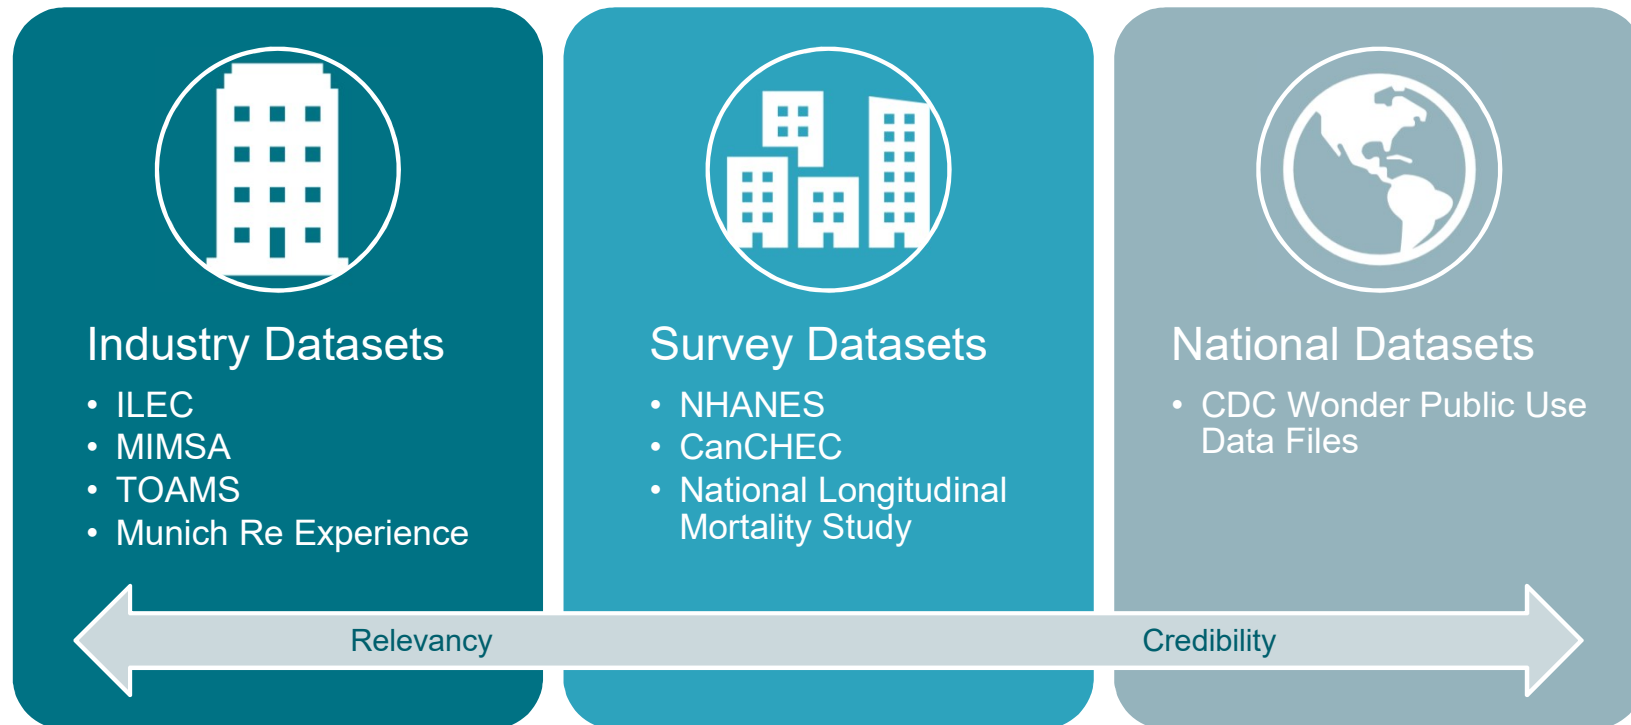 Industry Datasets
• ILEC
• MIMSA
• TOAMS
• Munich Re Experience
Survey Datasets
• NHANES
• CanCHEC
• National Longitudinal
Mortality Study
National Datasets
• CDC Wonder Public Use
Data Files
Relevancy
Credibility